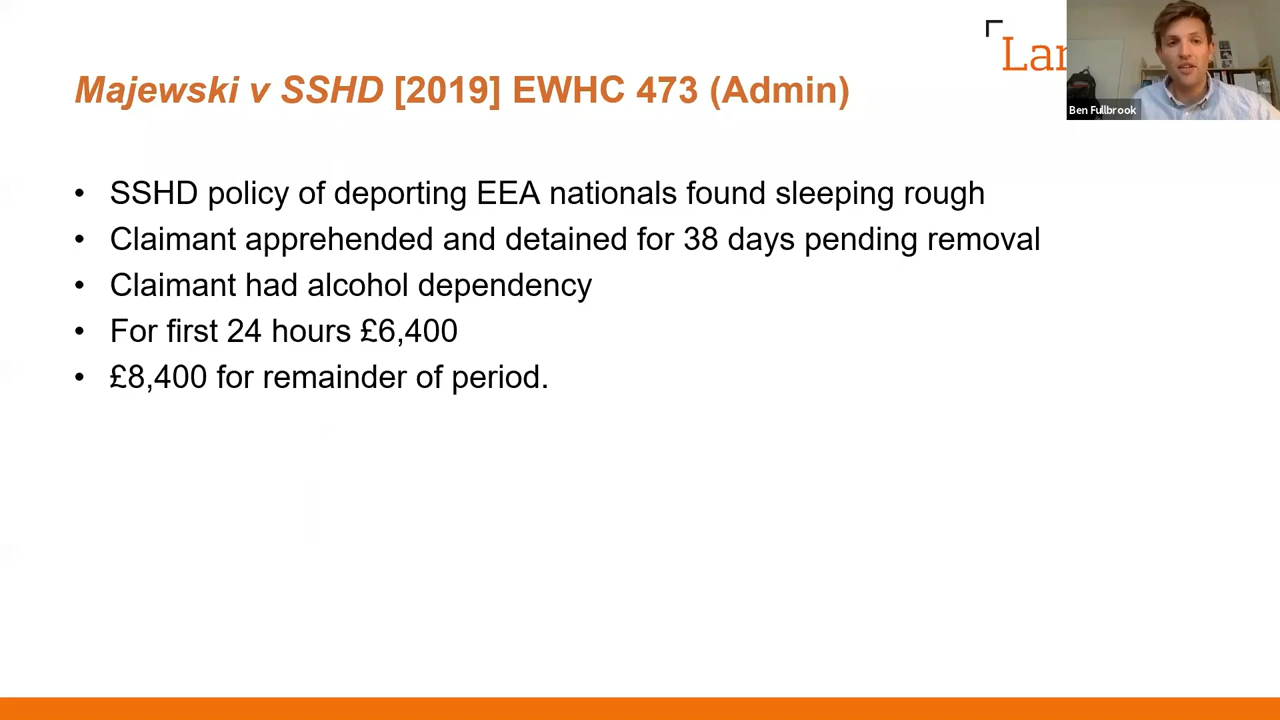 Majewski v SSHD [2019] EWHC 473 (Admin)
Lar
Ben Fullbrook
• SSHD policy of deporting EEA nationals found sleeping rough
• Claimant apprehended and detained for 38 days pending removal
• Claimant had alcohol dependency
• For first 24 hours £6,400
• £8,400 for remainder of period.